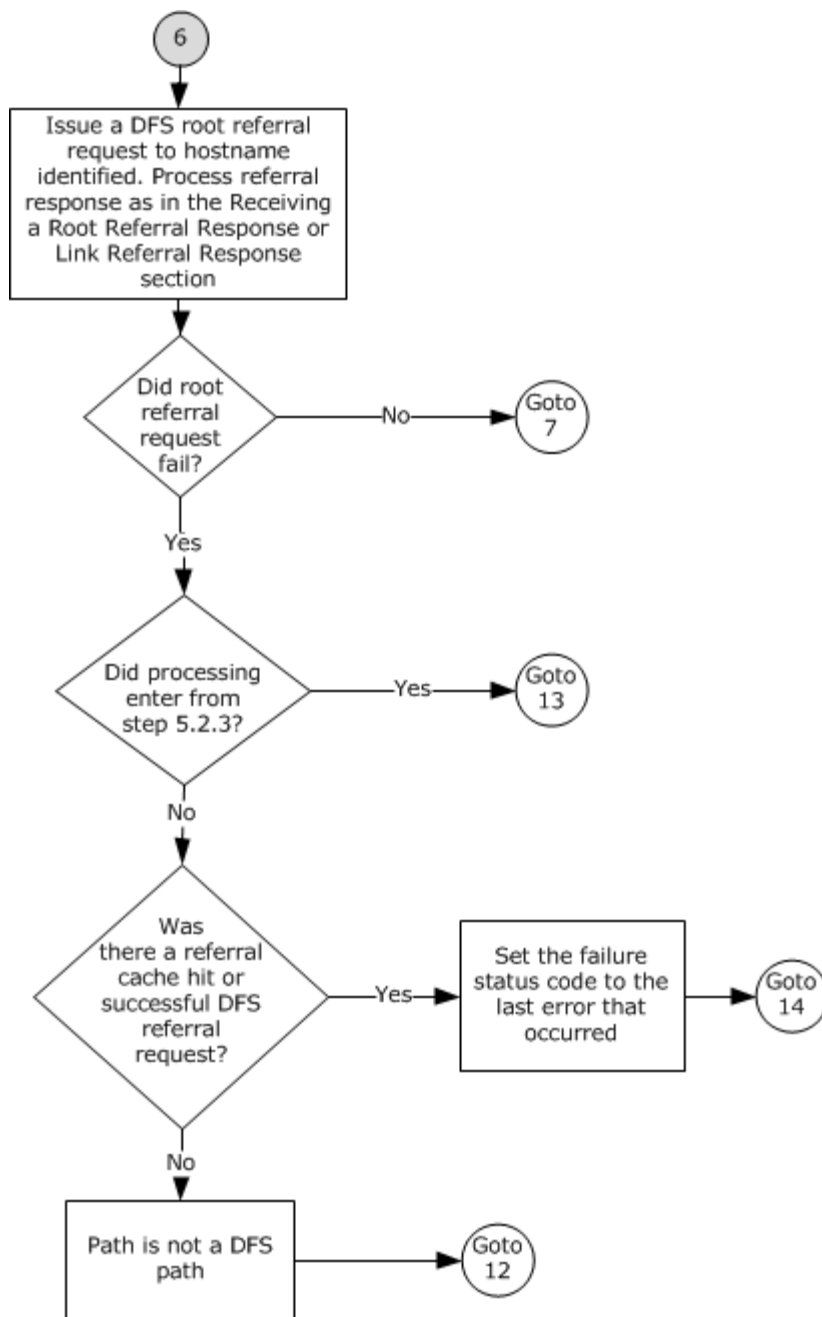 6
Issue a DFS root referral
request to hostname
identified. Process referral
response as in the Receiving
a Root Referral Response or
Link Referral Response
section
Did root
referral
request
fail?
No
Goto
7
Yes
Did processing
enter from
step 5.2.3?
Yes
Goto
13
No
Was
there a referral
cache hit or
successful DFS
referral
request?
Yes
Set the failure
status code to the
last error that
occurred
Goto
14
No
Path is not a DFS
path
Goto
12